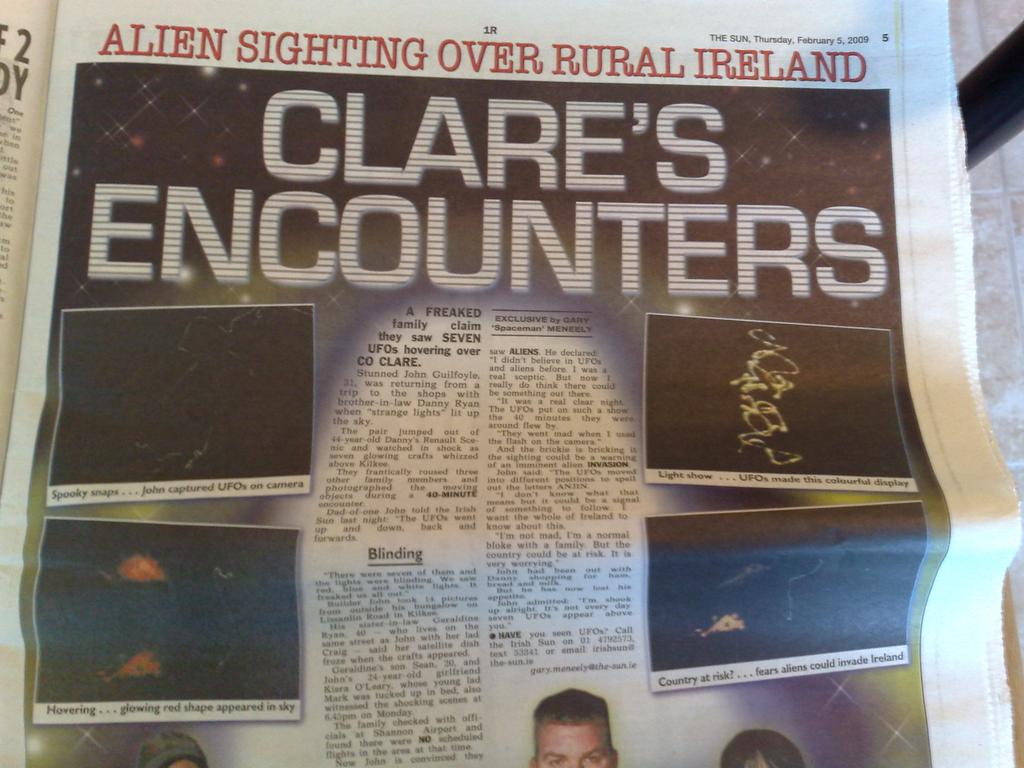 1R
THE SUN, Thursday, February 5, 2009 5
ALIEN SIGHTING OVER RURAL IRELAND
CLARE'S
ENCOUNTERS
Spooky snaps . . . John captured UFOs on camera
Hovering . . . glowing red shape appeared in sky
A FREAKED
family claim
they saw SEVEN
UFOs hovering over
CO CLARE.
Stunned John Guilfoyle,
31, was returning from a
trip to the shops with
brother-in-law Danny Ryan
when "strange lights" lit up
the sky.
The pair jumped out of
44-year-old Danny's Renault Sce-
nic and watched in shock as
seven glowing crafts whizzed
above Kilkee.
They frantically roused three
other family members and
photographed the moving
objects during a 40-MINUTE
encounter.
Dad-of-one John told the Irish
Sun last night: "The UFOs went
up and down, back and
forwards.
Blinding
"There were seven of them and
the lights were blinding. We saw
red, blue and white lights. It
freaked us all out."
Builder John took 14 pictures
from outside his bungalow on
Lissanlin Road in Kilkee.
His sister-in-law Geraldine
Ryan, 40 — who lives on the
same street as John with her lad
Craig — said her satellite dish
froze when the crafts appeared.
Geraldine's son Sean, 20, and
John's 24-year-old girlfriend
Kiera O'Leary, whose young lad
Mark was tucked up in bed, also
witnessed the shocking scenes at
6.45pm on Monday.
The family checked with offi-
cials at Shannon Airport and
found there were NO scheduled
flights in the area at that time.
Now John is convinced they
EXCLUSIVE by GARY
'Spaceman' MENEELY
saw ALIENS. He declared:
"I didn't believe in UFOs
and aliens before. I was a
real sceptic. But now I
really do think there could
be something out there.
"It was a real clear night.
The UFOs put on such a show
the 40 minutes they were
around flew by.
"They went mad when I used
the flash on the camera."
And the brickie is bricking it
the sighting could be a warning
of an imminent alien INVASION.
John said: "The UFOs moved
into different positions to spell
out the letters ANJIN.
"I don't know what that
means but it could be a signal
of something to follow. I
want the whole of Ireland to
know about this.
"I'm not mad, I'm a normal
bloke with a family. But the
country could be at risk. It is
very worrying."
John had been out with
Danny shopping for ham,
bread and milk.
But he has now lost his
appetite.
John admitted: "I'm shook
up alright. It's not every day
seven UFOs appear above
you."
● HAVE you seen UFOs? Call
the Irish Sun on 01 4792573,
text 53341 or email irishsun@
the-sun.ie
gary.meneely@the-sun.ie
Light show . . . UFOs made this colourful display
Country at risk? . . . fears aliens could invade Ireland